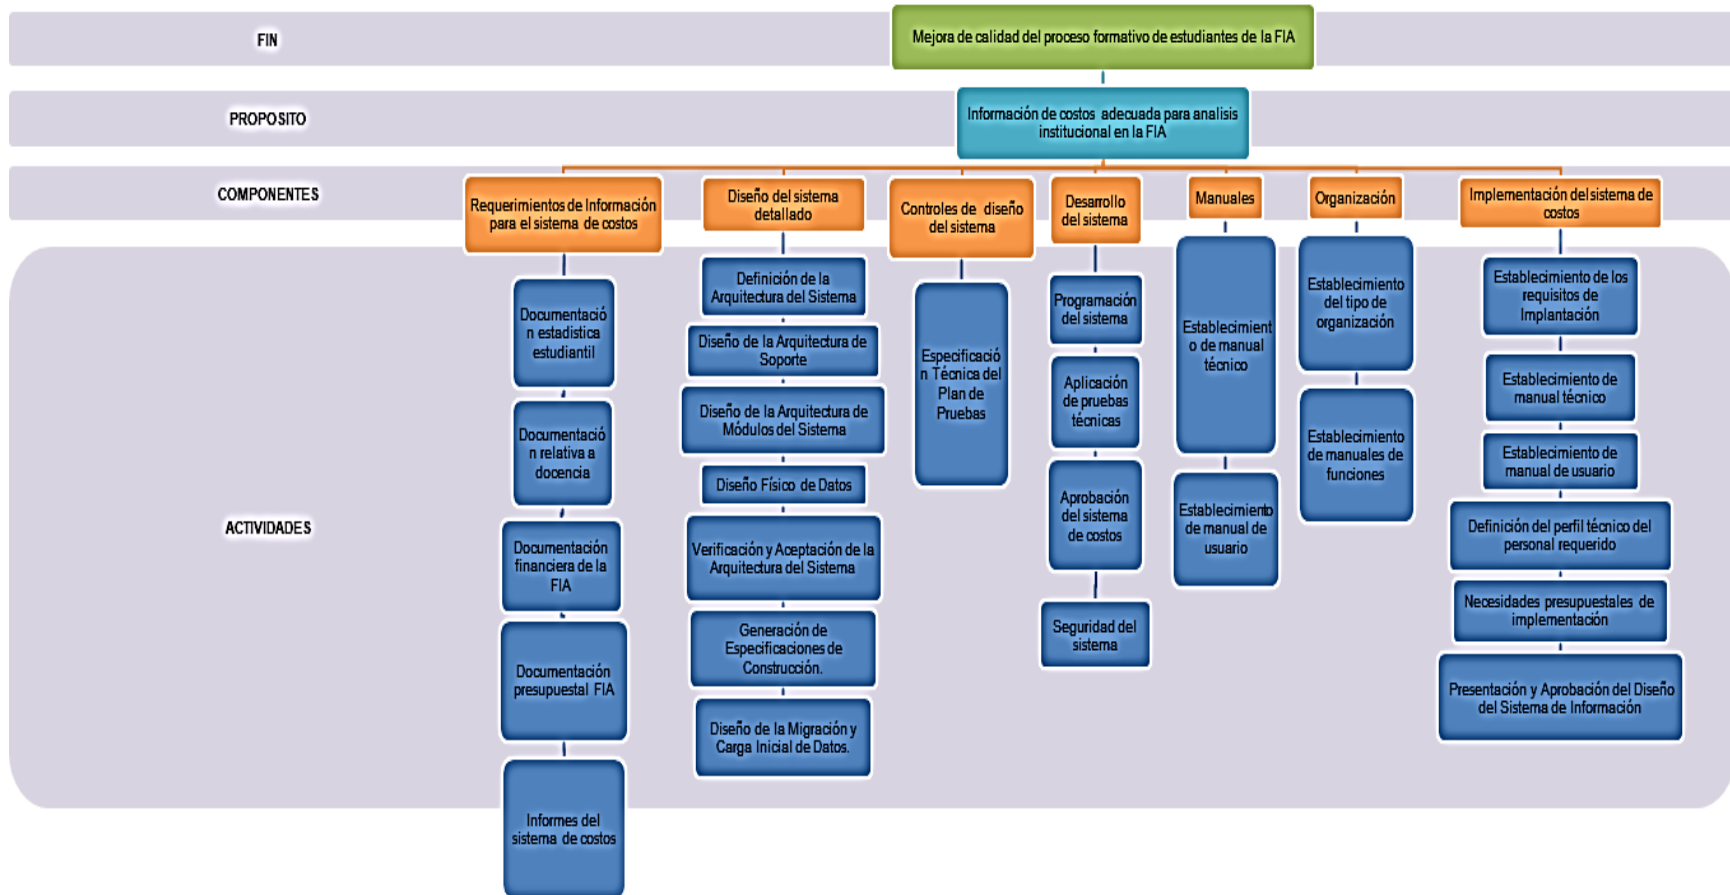 FIN
Mejora de calidad del proceso formativo de estudiantes de la FIA
PROPOSITO
Información de costos adecuada para analisis
institucional en la FIA
COMPONENTES
Requerimientos de Información
para el sistema de costos
Diseño del sistema
detallado
Controles de diseño
del sistema
Desarrollo
del sistema
Manuales
Organización
Implementación del sistema de
costos
ACTIVIDADES
Documentació
n estadistica
estudiantil
Documentació
n relativa a
docencia
Documentación
financiera de la
FIA
Documentación
presupuestal FIA
Informes del
sistema de costos
Definición de la
Arquitectura del Sistema
Diseño de la Arquitectura de
Soporte
Diseño de la Arquitectura de
Módulos del Sistema
Diseño Físico de Datos
Verificación y Aceptación de la
Arquitectura del Sistema
Generación de
Especificaciones de
Construcción.
Diseño de la Migración y
Carga Inicial de Datos.
Especificació
n Técnica del
Plan de
Pruebas
Programación
del sistema
Aplicación
de pruebas
técnicas
Aprobación
del sistema
de costos
Seguridad del
sistema
Establecimient
o de manual
técnico
Establecimiento
de manual de
usuario
Establecimiento
del tipo de
organización
Establecimiento
de manuales de
funciones
Establecimiento de los
requisitos de
Implantación
Establecimiento de
manual técnico
Establecimiento de
manual de usuario
Definición del perfil técnico del
personal requerido
Necesidades presupuestales de
implementación
Presentación y Aprobación del Diseño
del Sistema de Información